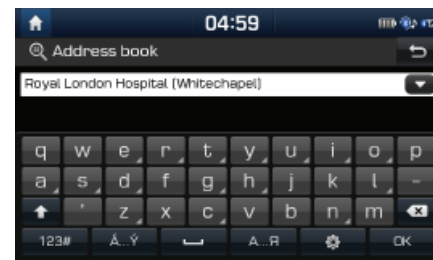 04:59
Address book
Royal London Hospital (Whitechapel)
q w e r t y u i o p
a s d f g h j k l -
' z x c v b n m
123# Á...Ý A...Я OK